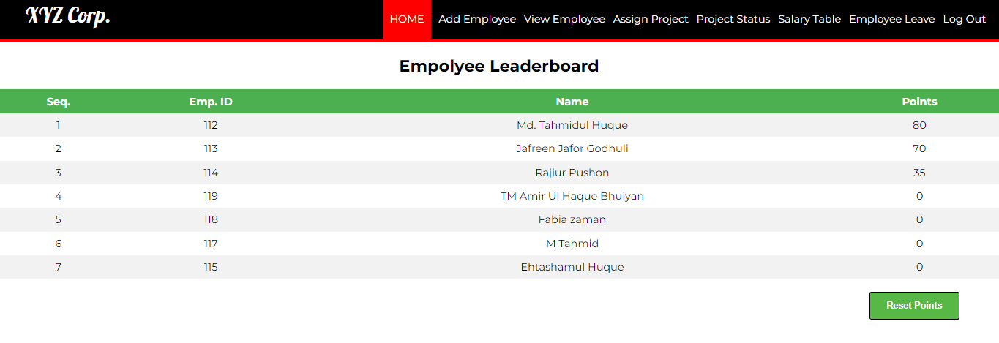 XYZ Corp.
HOME Add Employee View Employee Assign Project Project Status Salary Table Employee Leave Log Out
Empolyee Leaderboard
Seq. Emp. ID Name Points
1 112 Md. Tahmidul Huque 80
2 113 Jafreen Jafor Godhuli 70
3 114 Rajiur Pushon 35
4 119 TM Amir Ul Haque Bhuiyan 0
5 118 Fabia zaman 0
6 117 M Tahmid 0
7 115 Ehtashamul Huque 0
Reset Points